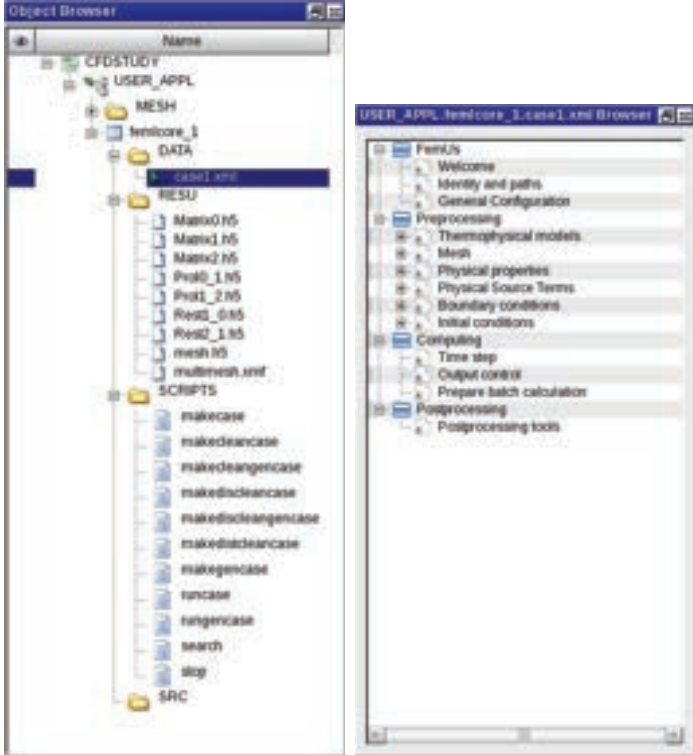 Object Browser
Name
CFDSTUDY
USER_APPL
MESH
femlcore_1
DATA
case1.xml
RESU
Matrix0.h5
Matrix1.h5
Matrix2.h5
Prol0_1.h5
Prol1_2.h5
Rest1_0.h5
Rest2_1.h5
mesh.h5
multimesh.xmf
SCRIPTS
makecase
makecleancase
makecleangencase
makediscleancase
makediscleangencase
makedistcleancase
makegencase
runcase
rungencase
search
stop
SRC
USER_APPL.femlcore_1.case1.xml Browser
FemUs
Welcome
Identity and paths
General Configuration
Preprocessing
Thermophysical models
Mesh
Physical properties
Physical Source Terms
Boundary conditions
Initial conditions
Computing
Time step
Output control
Prepare batch calculation
Postprocessing
Postprocessing tools